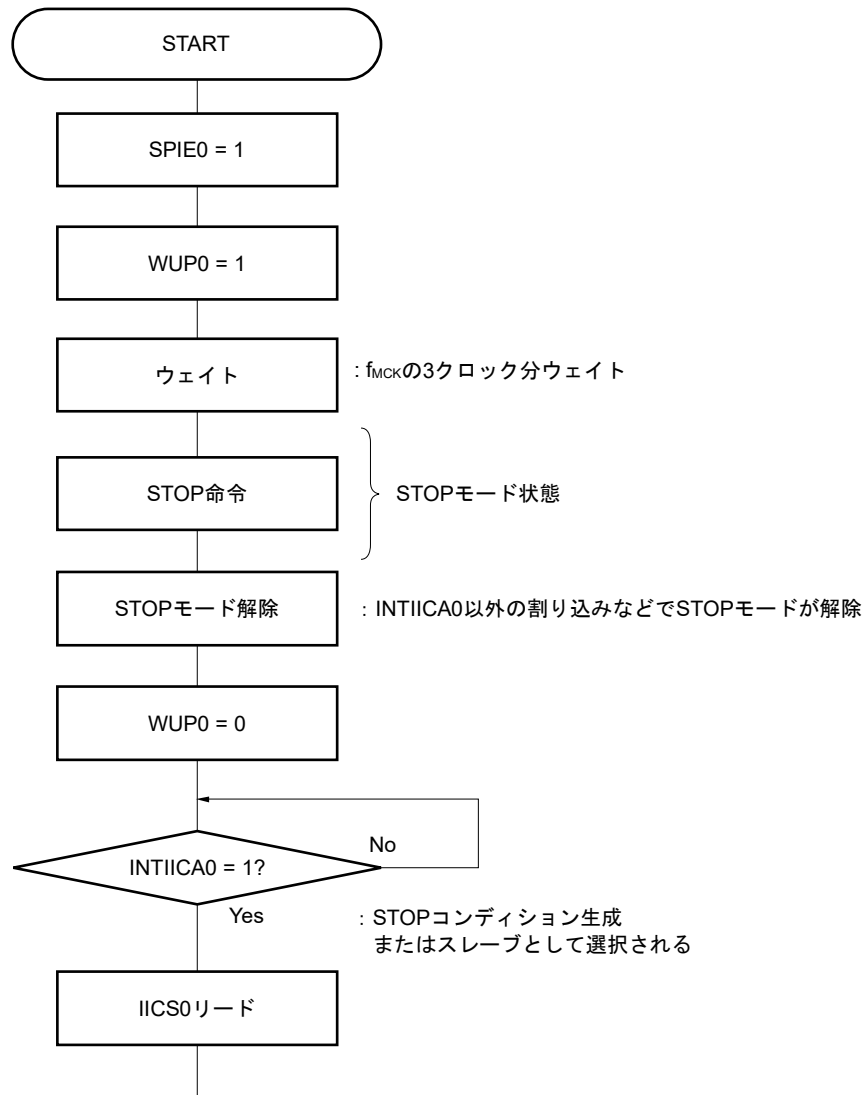 START
SPIE0 = 1
WUP0 = 1
ウェイト
: fMCKの3クロック分ウェイト
STOP命令
STOPモード状態
STOPモード解除
: INTIICA0以外の割り込みなどでSTOPモードが解除
WUP0 = 0
INTIICA0 = 1?
No
Yes
: STOPコンディション生成
またはスレーブとして選択される
IICS0リード